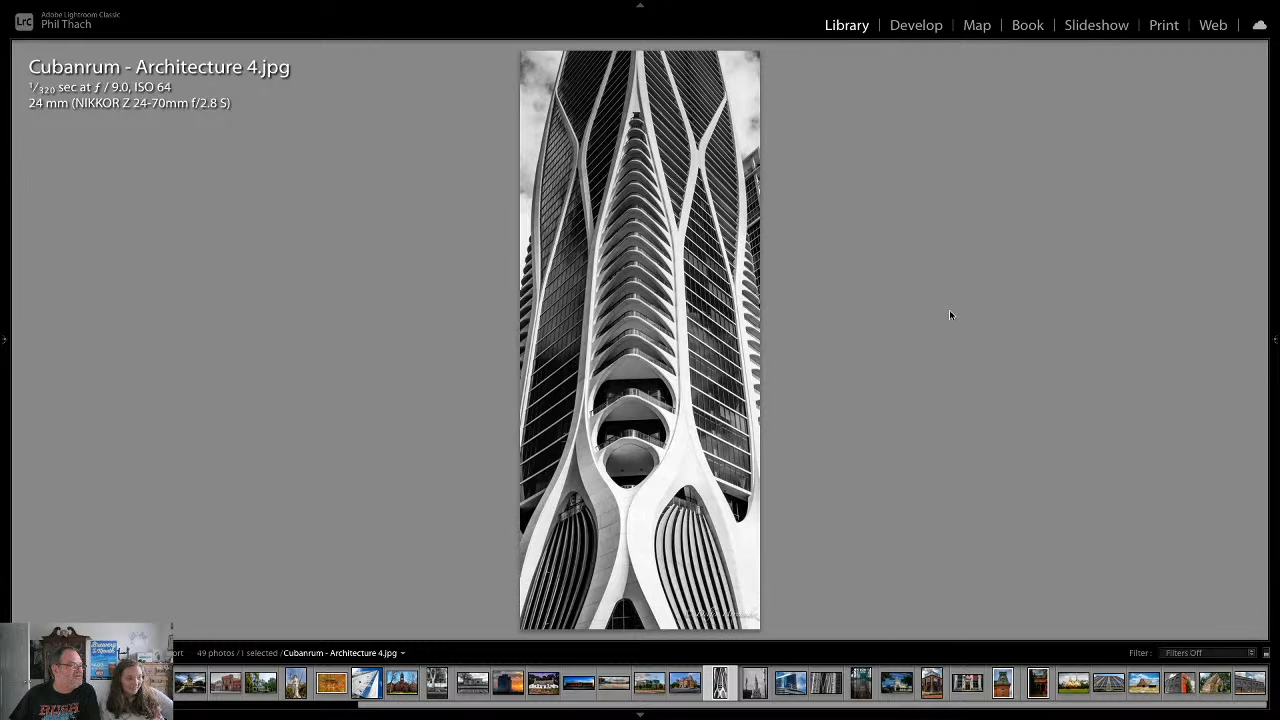 Adobe Lightroom Classic
Lrc
Phil Thach
Library | Develop | Map | Book | Slideshow | Print | Web
Cubanrum - Architecture 4.jpg
1/320 sec at ƒ / 9.0, ISO 64
24 mm (NIKKOR Z 24-70mm f/2.8 S)
RUSH
49 photos / 1 selected / Cubanrum - Architecture 4.jpg
Filter : Filters Off